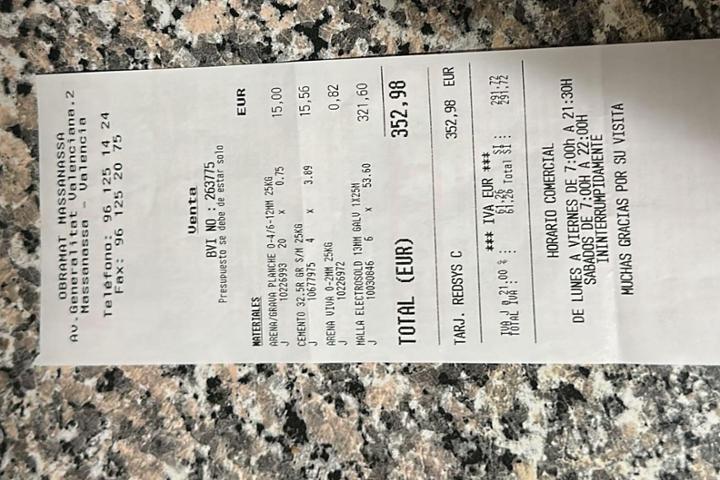 OBRAMAT MASSANASSA
Av.Generalitat Valenciana.2
Massanassa - Valencia
Teléfono: 96 125 14 24
Fax: 96 125 20 75
Venta
BVI NO : 263775
Presupuesto se debe de estar solo
EUR
MATERIALES
ARENA/GRAVA PLANCHE 0-4/6-12MM 25KG
J 10226993 20 x 0.75 15,00
CEMENTO 32.5R GR S/M 25KG
J 10677975 4 x 3.89 15,56
ARENA VIVA 0-2MM 25KG
J 10226972 0,82
MALLA ELECTROSOLD 13MM GALV 1X25M
J 10030846 6 x 53.60 321,60
TOTAL (EUR) 352,98
TARJ. REDSYS C 352,98 EUR
*** IVA EUR ***
IVA J 0,21,00 % : 61.26 SI : 291,72
TOTAL IVA : 61.26 Total SI : 291.72
HORARIO COMERCIAL
DE LUNES A VIERNES DE 7:00H A 21:30H
SABADOS DE 7:00H A 22:00H
ININTERRUMPIDAMENTE
MUCHAS GRACIAS POR SU VISITA